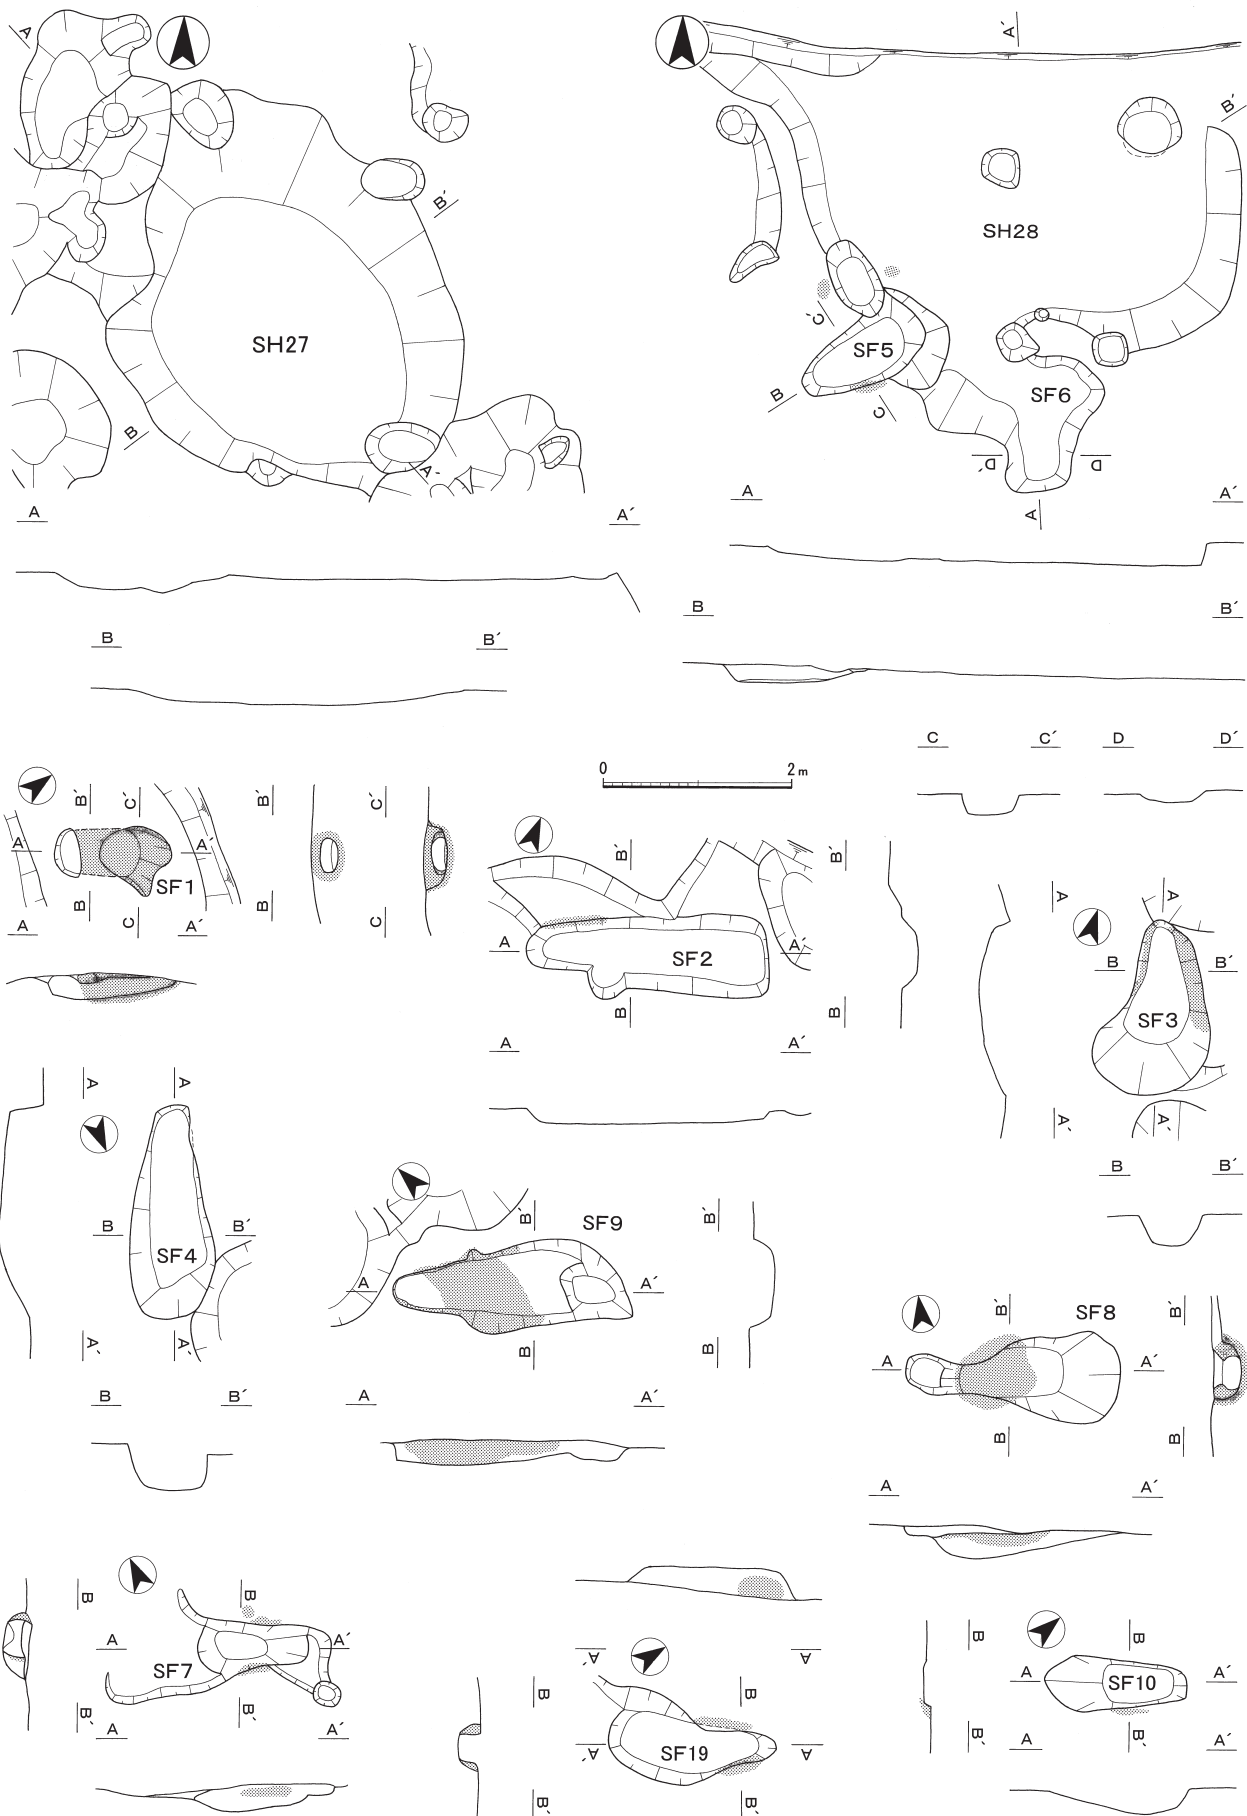 A
B'
SH27
B
A'
A A'
B B'
A'
B'
SH28
C'
SF5
B
C
SF6
D' D
A
A A'
B B'
C C' D D'
0 2m
B' C' B' C'
A A'
SF1
B C B C
A A'
B' B'
A SF2 A'
B B
A A'
A A
B B'
SF3
A' A'
B B'
A A
B B'
SF4
A' A'
B B'
SF9
B' B'
A A'
B B
A A'
SF8
B' B'
A A'
B B
A A'
B B
A A'
SF7
B' B'
A A'
A' A
B B
SF19
A' A
B' B'
B B
A SF10 A'
B' B'
A A'